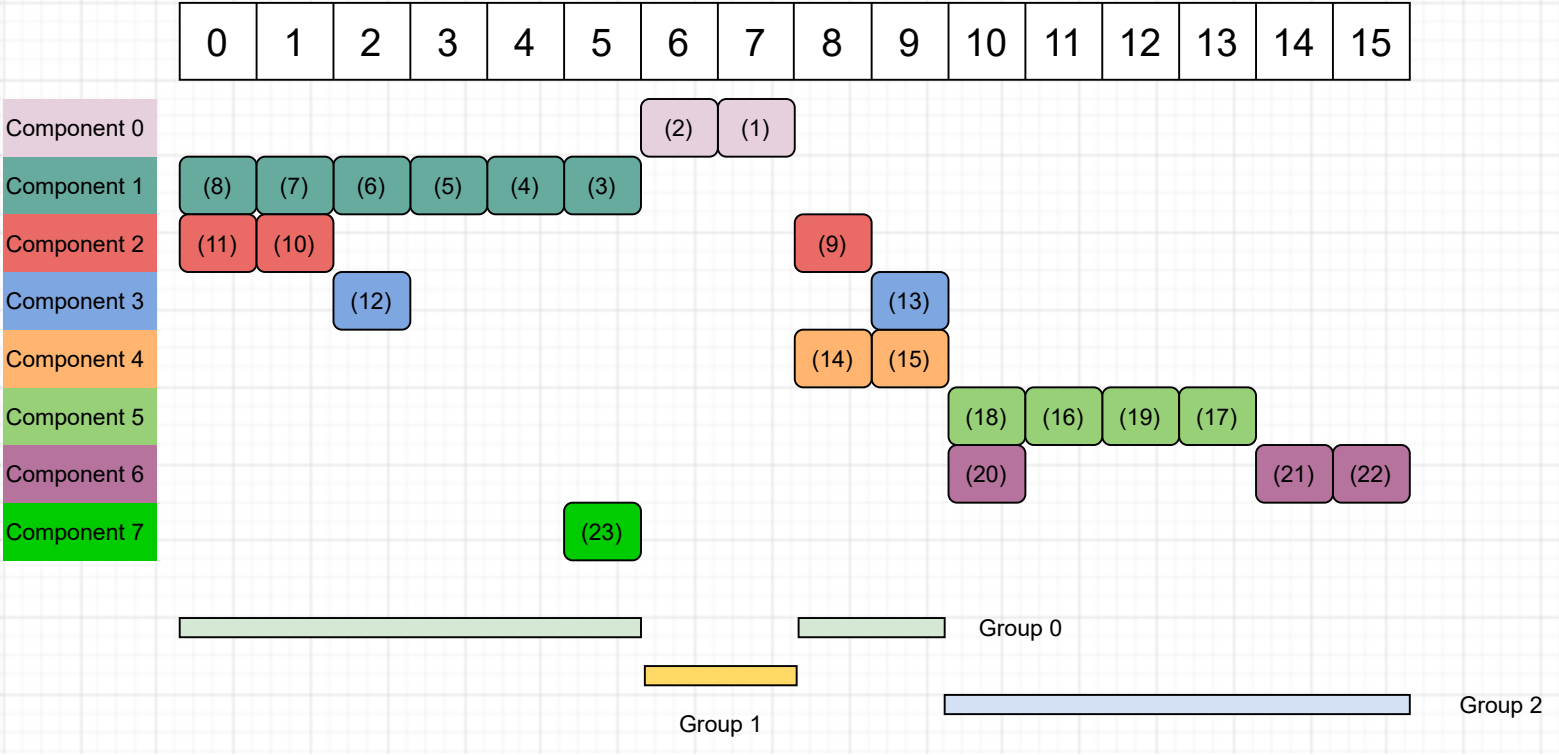 0 1 2 3 4 5 6 7 8 9 10 11 12 13 14 15
Component 0 (2) (1)
Component 1 (8) (7) (6) (5) (4) (3)
Component 2 (11) (10) (9)
Component 3 (12) (13)
Component 4 (14) (15)
Component 5 (18) (16) (19) (17)
Component 6 (20) (21) (22)
Component 7 (23)
Group 0
Group 1
Group 2